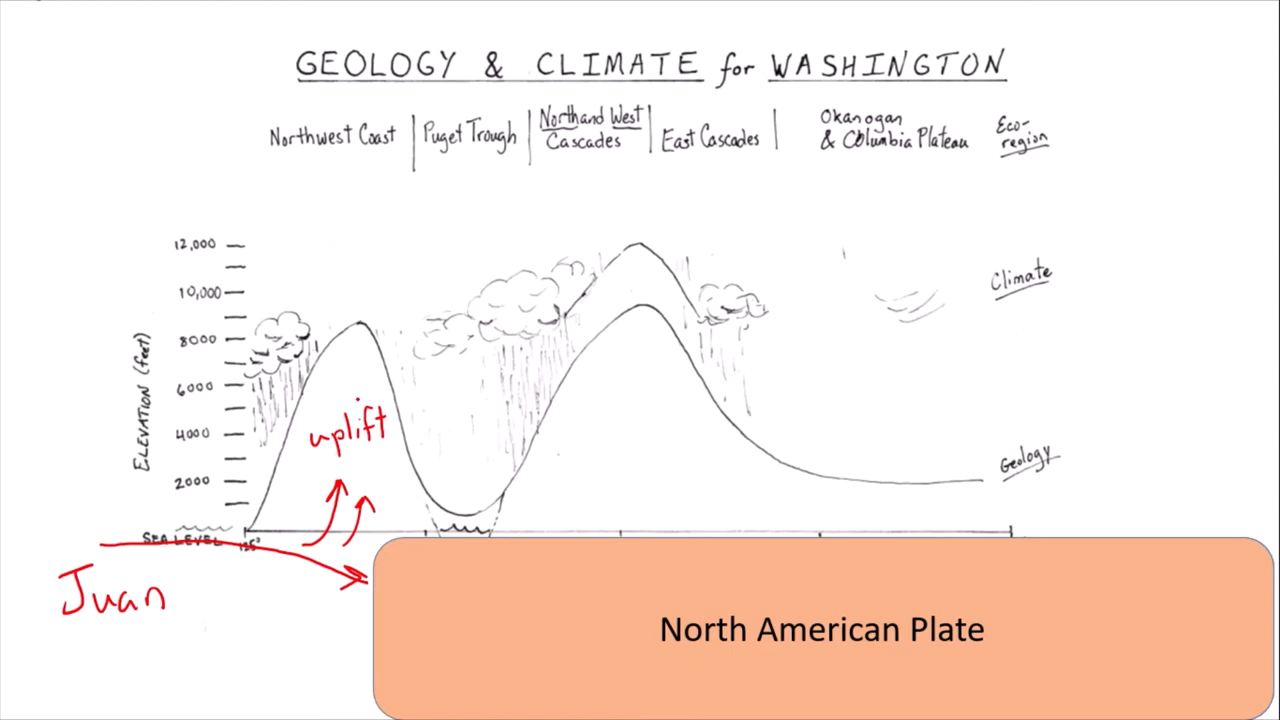 GEOLOGY & CLIMATE for WASHINGTON
Northwest Coast
Puget Trough
North and West
Cascades
East Cascades
Okanogan
& Columbia Plateau
Eco-
region
12,000
10,000
8000
6000
4000
2000
ELEVATION (feet)
Climate
Geology
uplift
SEA LEVEL
125°
Juan
North American Plate